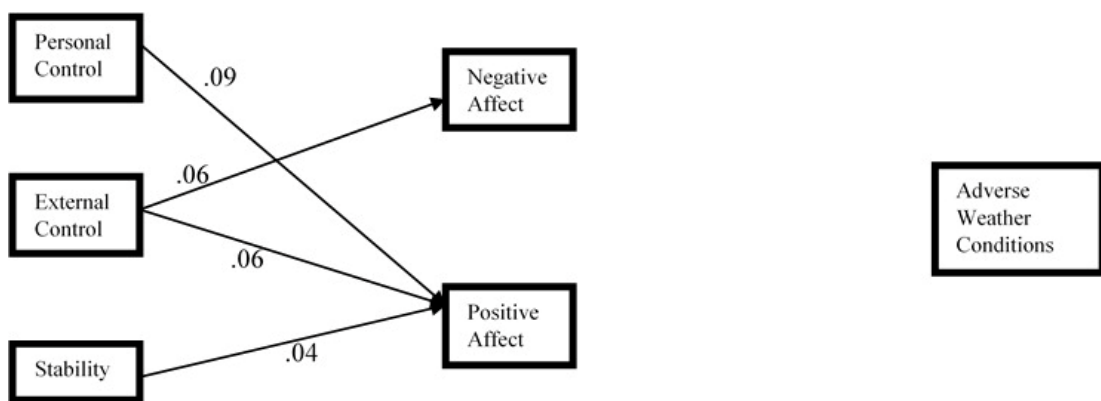 Personal
Control
.09
Negative
Affect
.06
External
Control
Adverse
Weather
Conditions
.06
Positive
Affect
Stability
.04